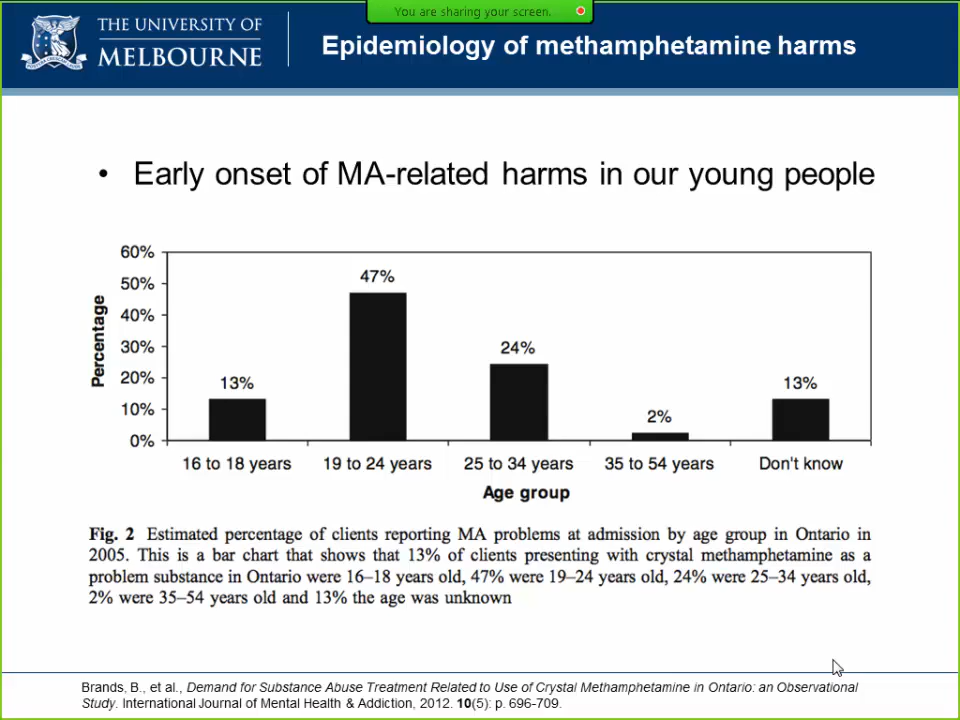 You are sharing your screen.
THE UNIVERSITY OF
MELBOURNE
Epidemiology of methamphetamine harms
• Early onset of MA-related harms in our young people
60%
50%
40%
30%
20%
10%
0%
Percentage
13%
47%
24%
2%
13%
16 to 18 years
19 to 24 years
25 to 34 years
35 to 54 years
Don't know
Age group
Fig. 2 Estimated percentage of clients reporting MA problems at admission by age group in Ontario in
2005. This is a bar chart that shows that 13% of clients presenting with crystal methamphetamine as a
problem substance in Ontario were 16–18 years old, 47% were 19–24 years old, 24% were 25–34 years old,
2% were 35–54 years old and 13% the age was unknown
Brands, B., et al., Demand for Substance Abuse Treatment Related to Use of Crystal Methamphetamine in Ontario: an Observational
Study. International Journal of Mental Health & Addiction, 2012. 10(5): p. 696-709.